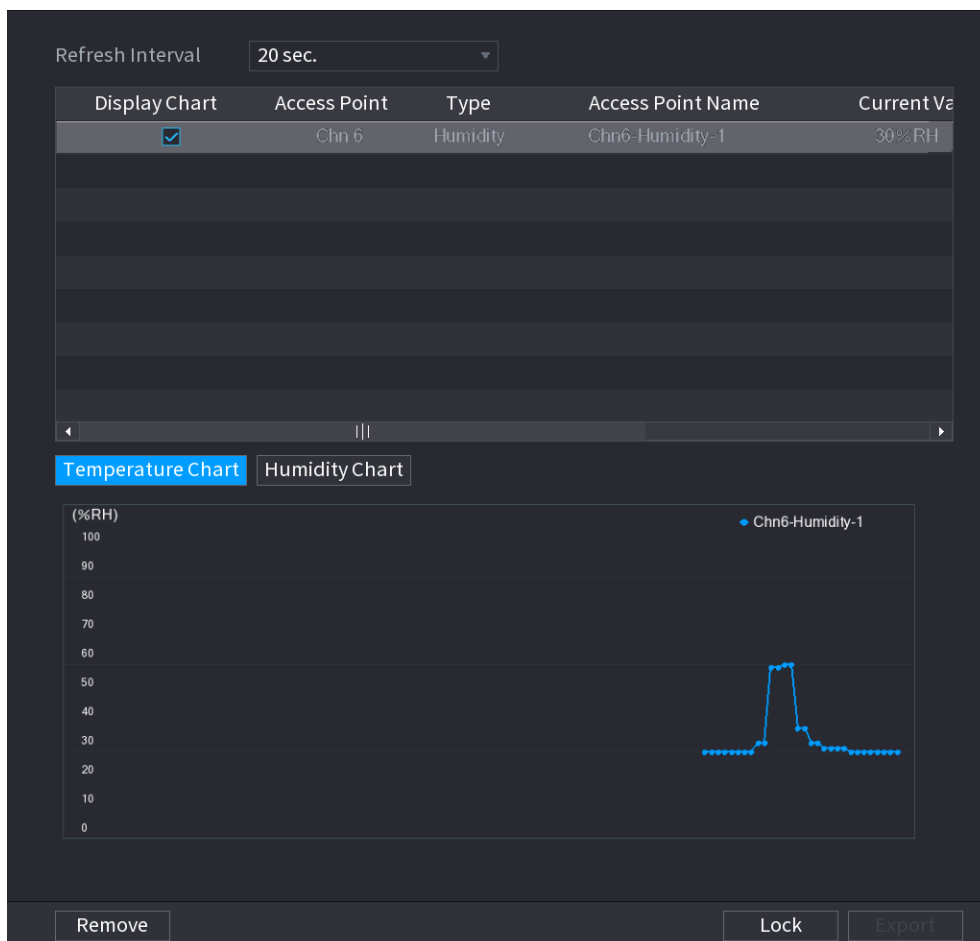 Refresh Interval 20 sec.
Display Chart Access Point Type Access Point Name Current Va
Chn 6 Humidity Chn6-Humidity-1 30%RH
Temperature Chart Humidity Chart
(%RH)
Chn6-Humidity-1
100
90
80
70
60
50
40
30
20
10
0
Remove Lock Export